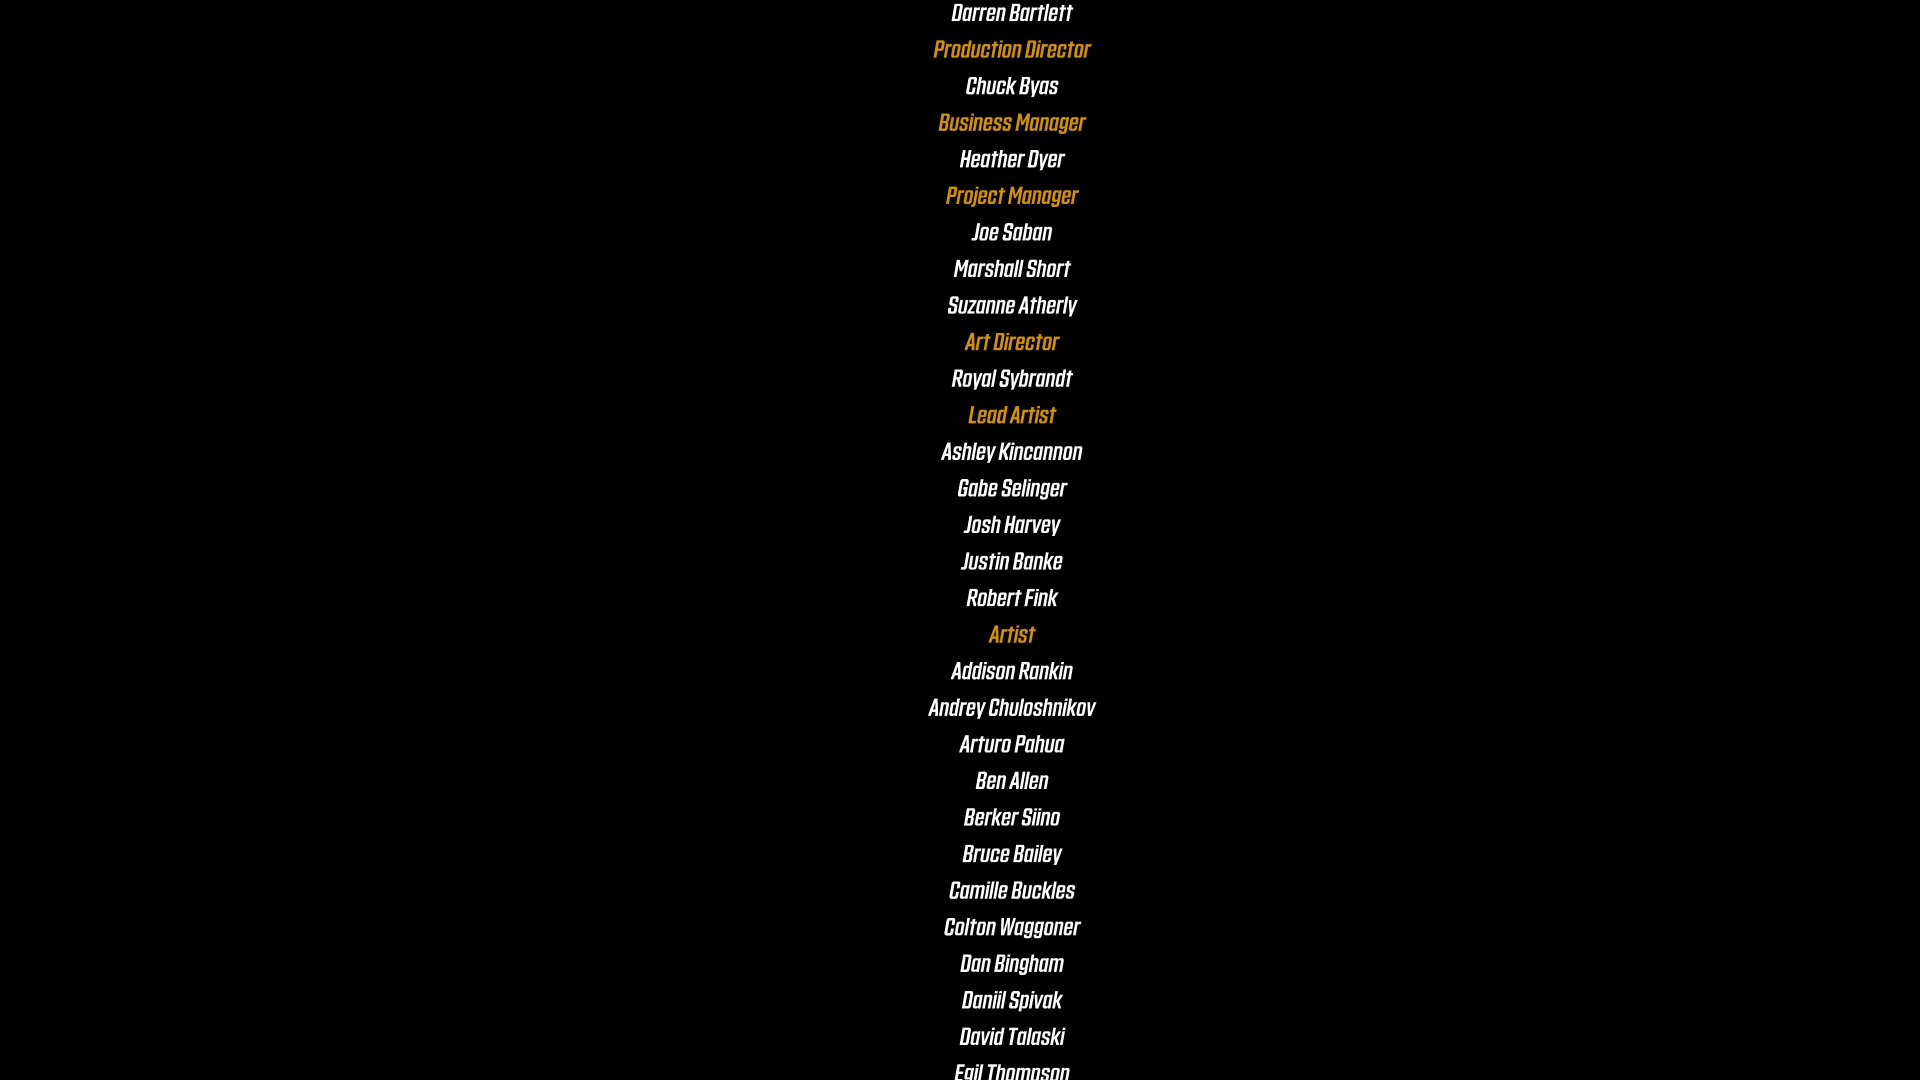 Darren Bartlett
Production Director
Chuck Byas
Business Manager
Heather Dyer
Project Manager
Joe Saban
Marshall Short
Suzanne Atherly
Art Director
Royal Sybrandt
Lead Artist
Ashley Kincannon
Gabe Selinger
Josh Harvey
Justin Banke
Robert Fink
Artist
Addison Rankin
Andrey Chuloshnikov
Arturo Pahua
Ben Allen
Berker Siino
Bruce Bailey
Camille Buckles
Colton Waggoner
Dan Bingham
Daniil Spivak
David Talaski
Egil Thompson